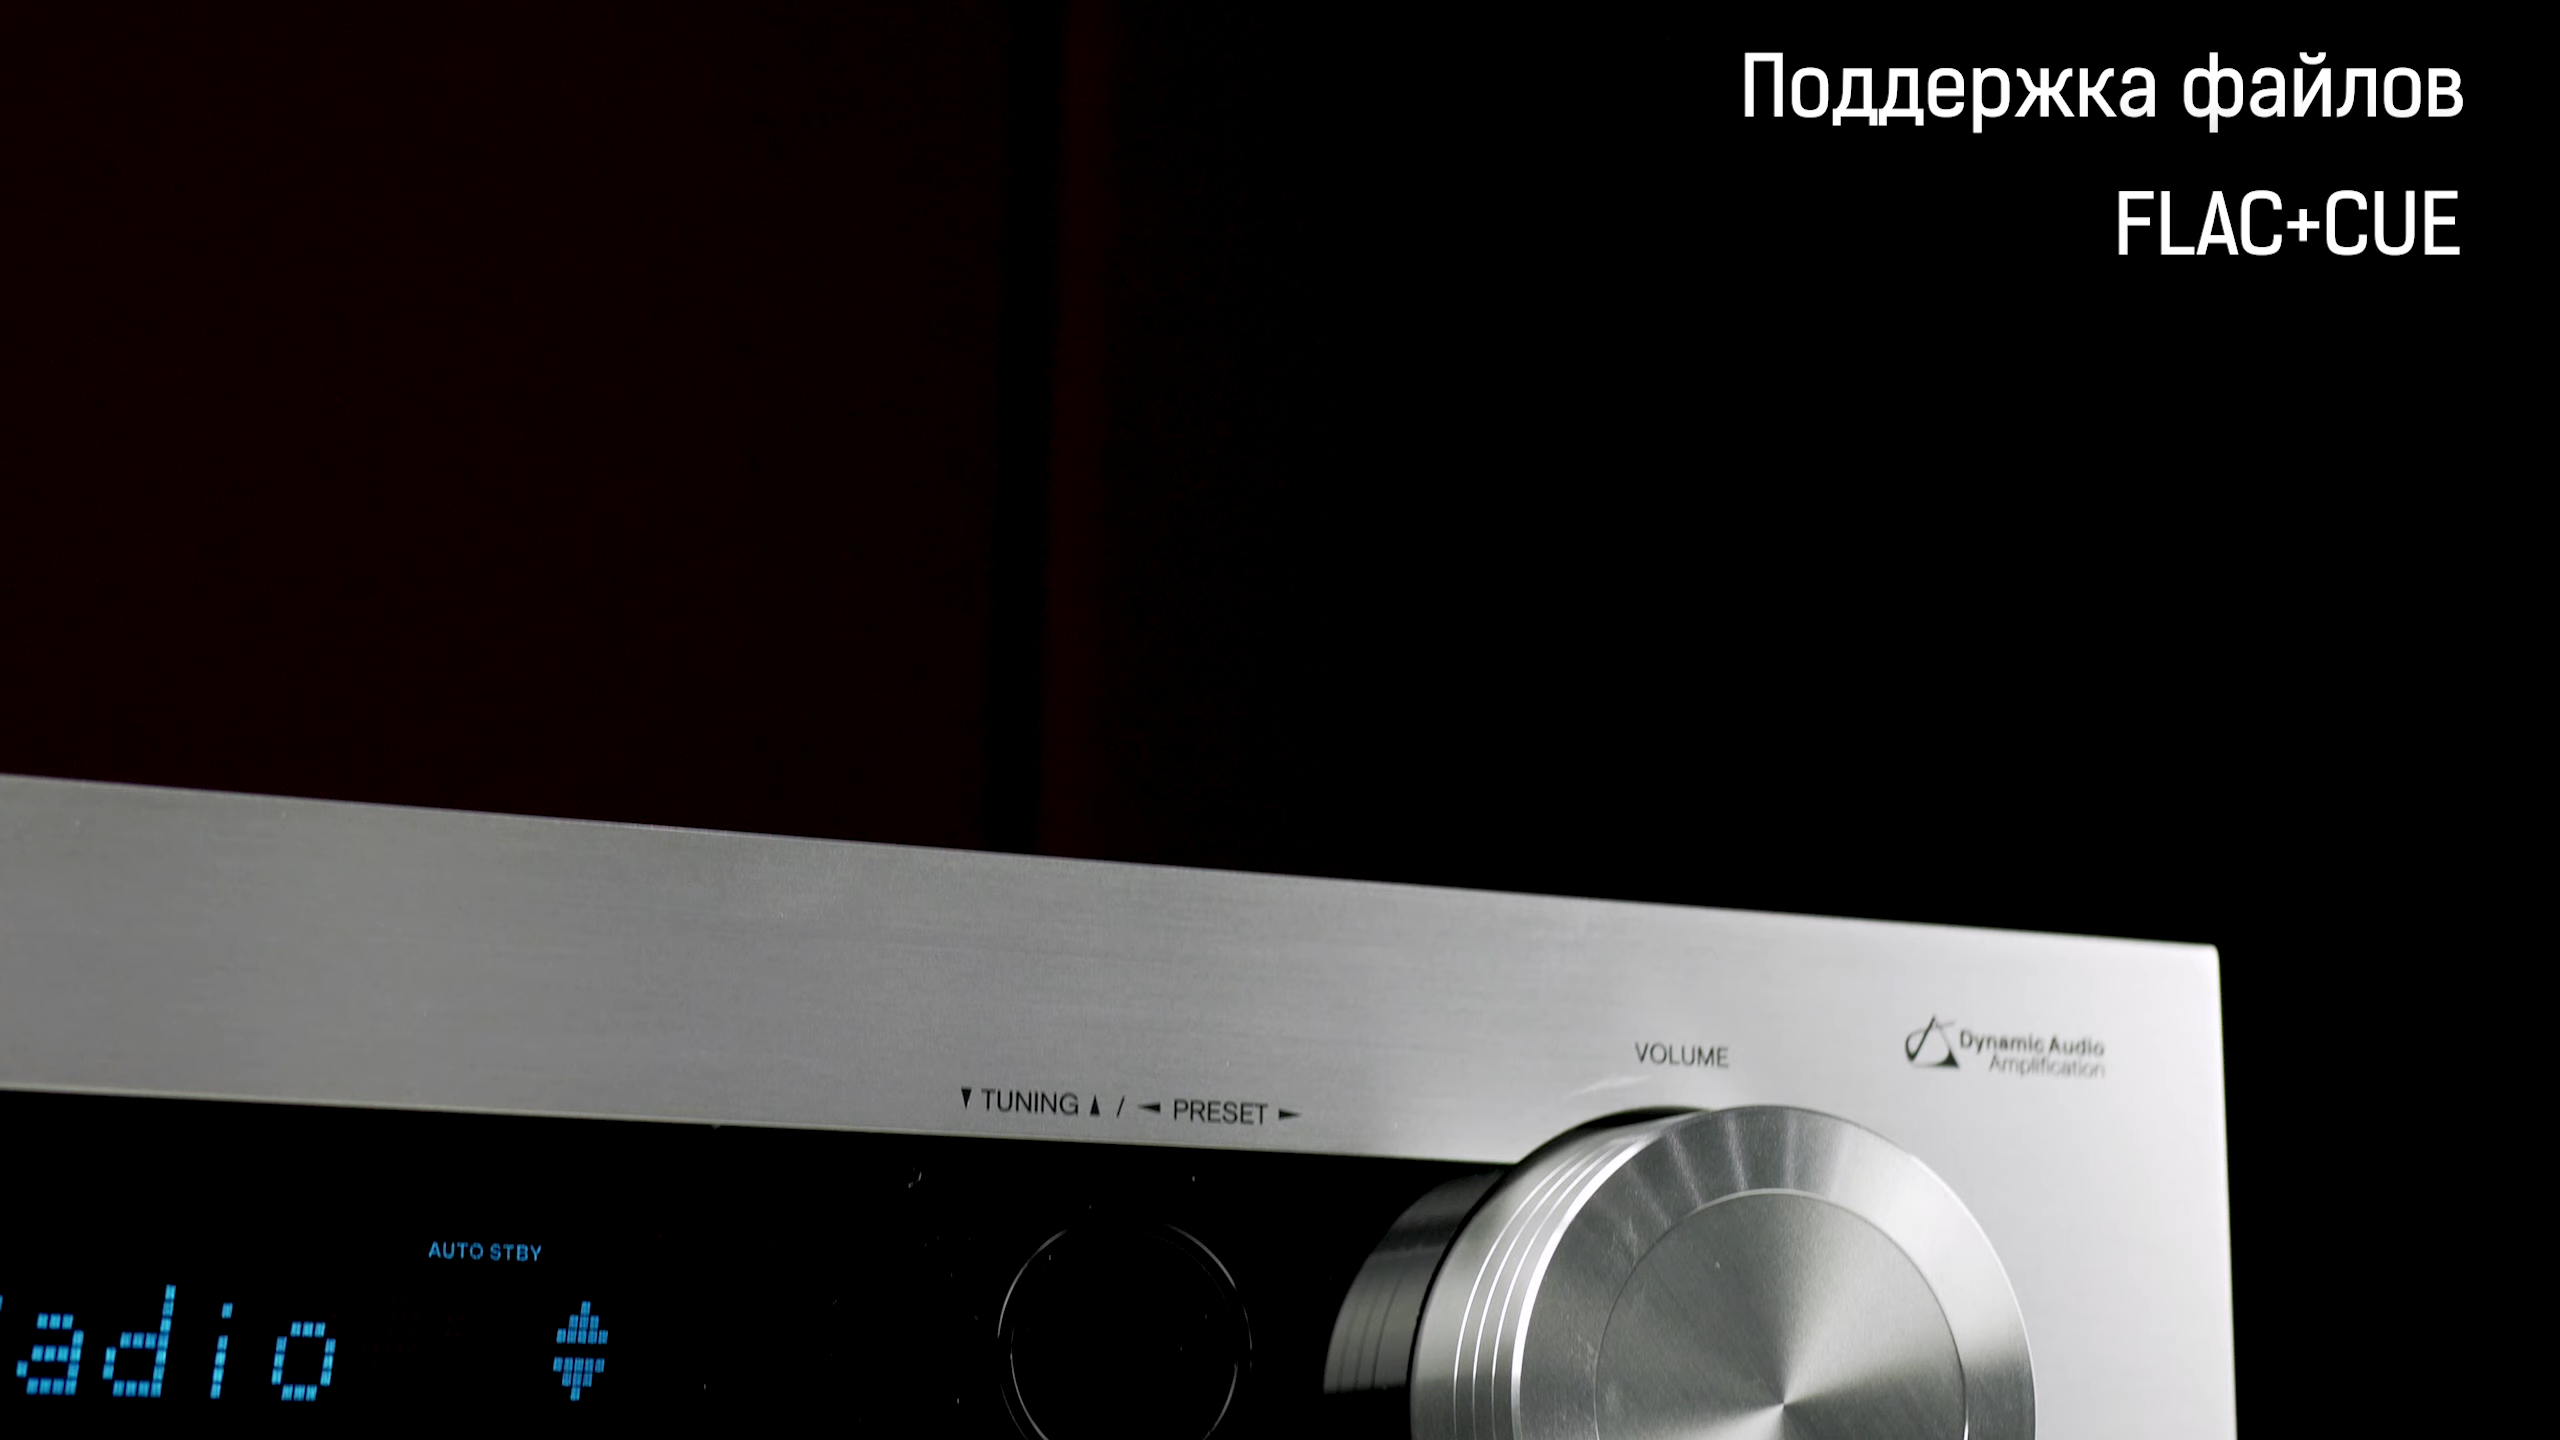 Поддержка файлов
FLAC+CUE
VOLUME
Dynamic Audio
Amplification
▼ TUNING ▲ / ◄ PRESET ►
AUTO STBY
adio